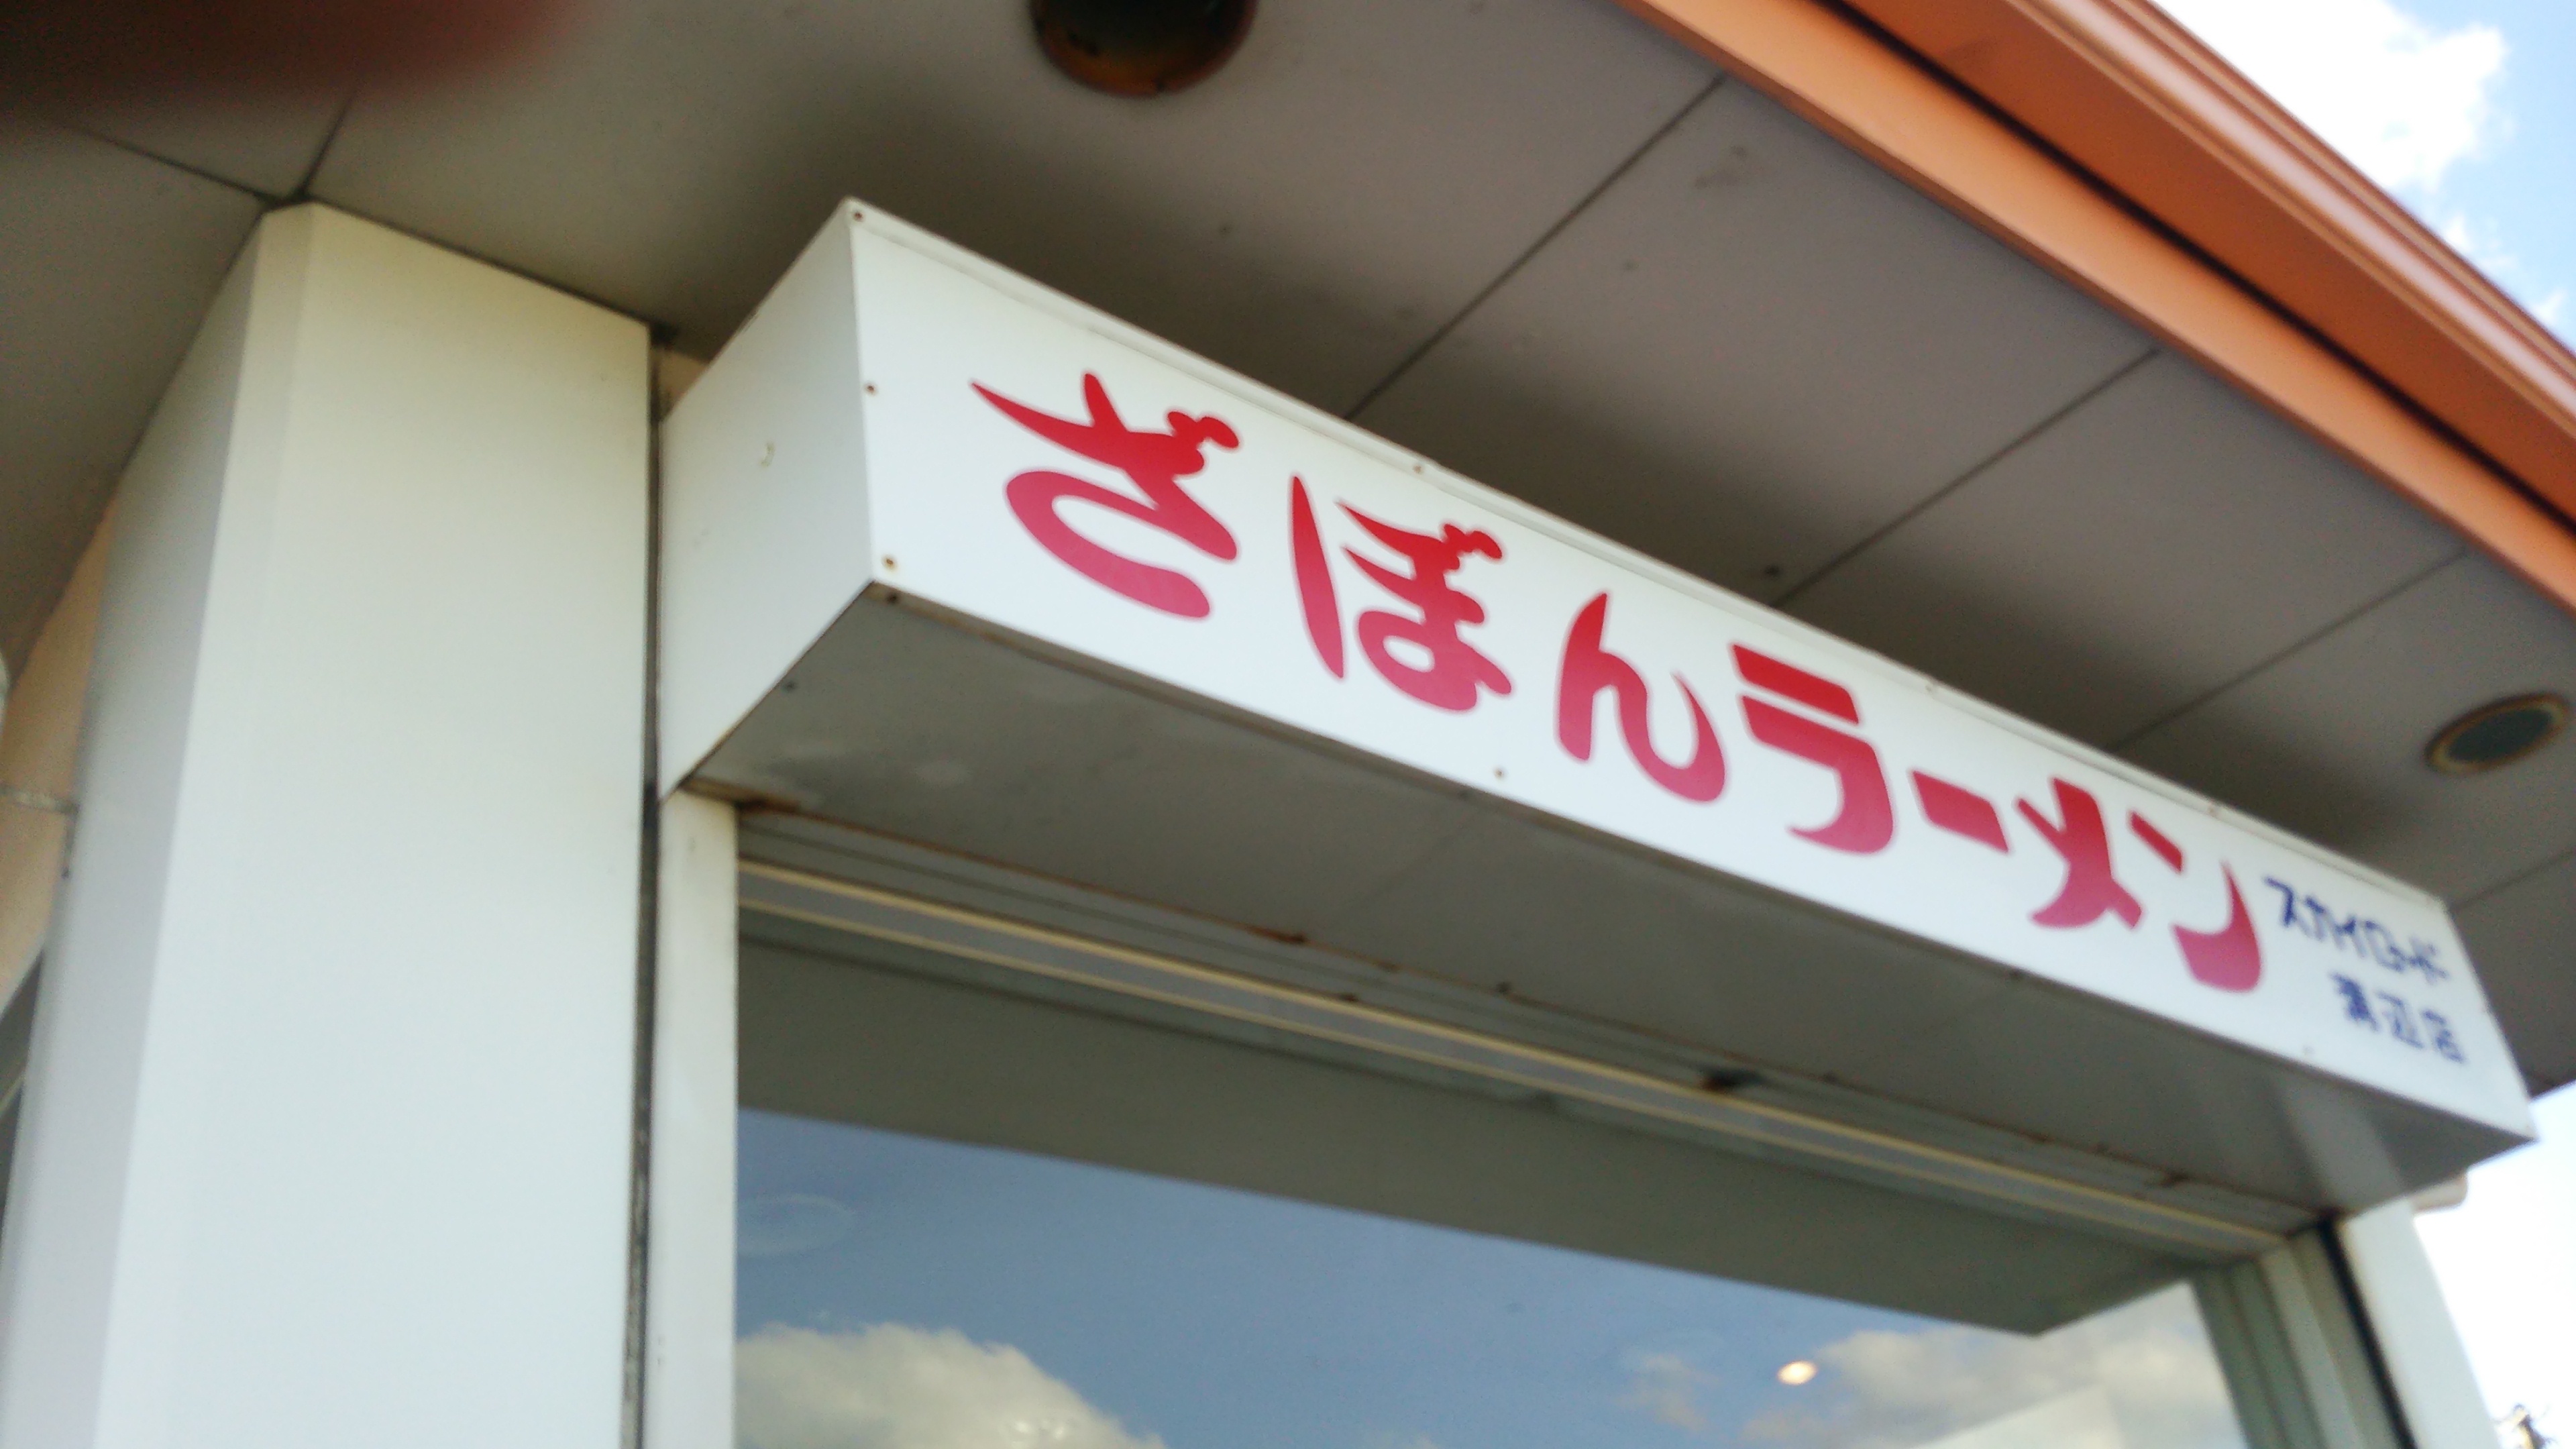 ざぼんラーメン
スカイロード
溝辺店